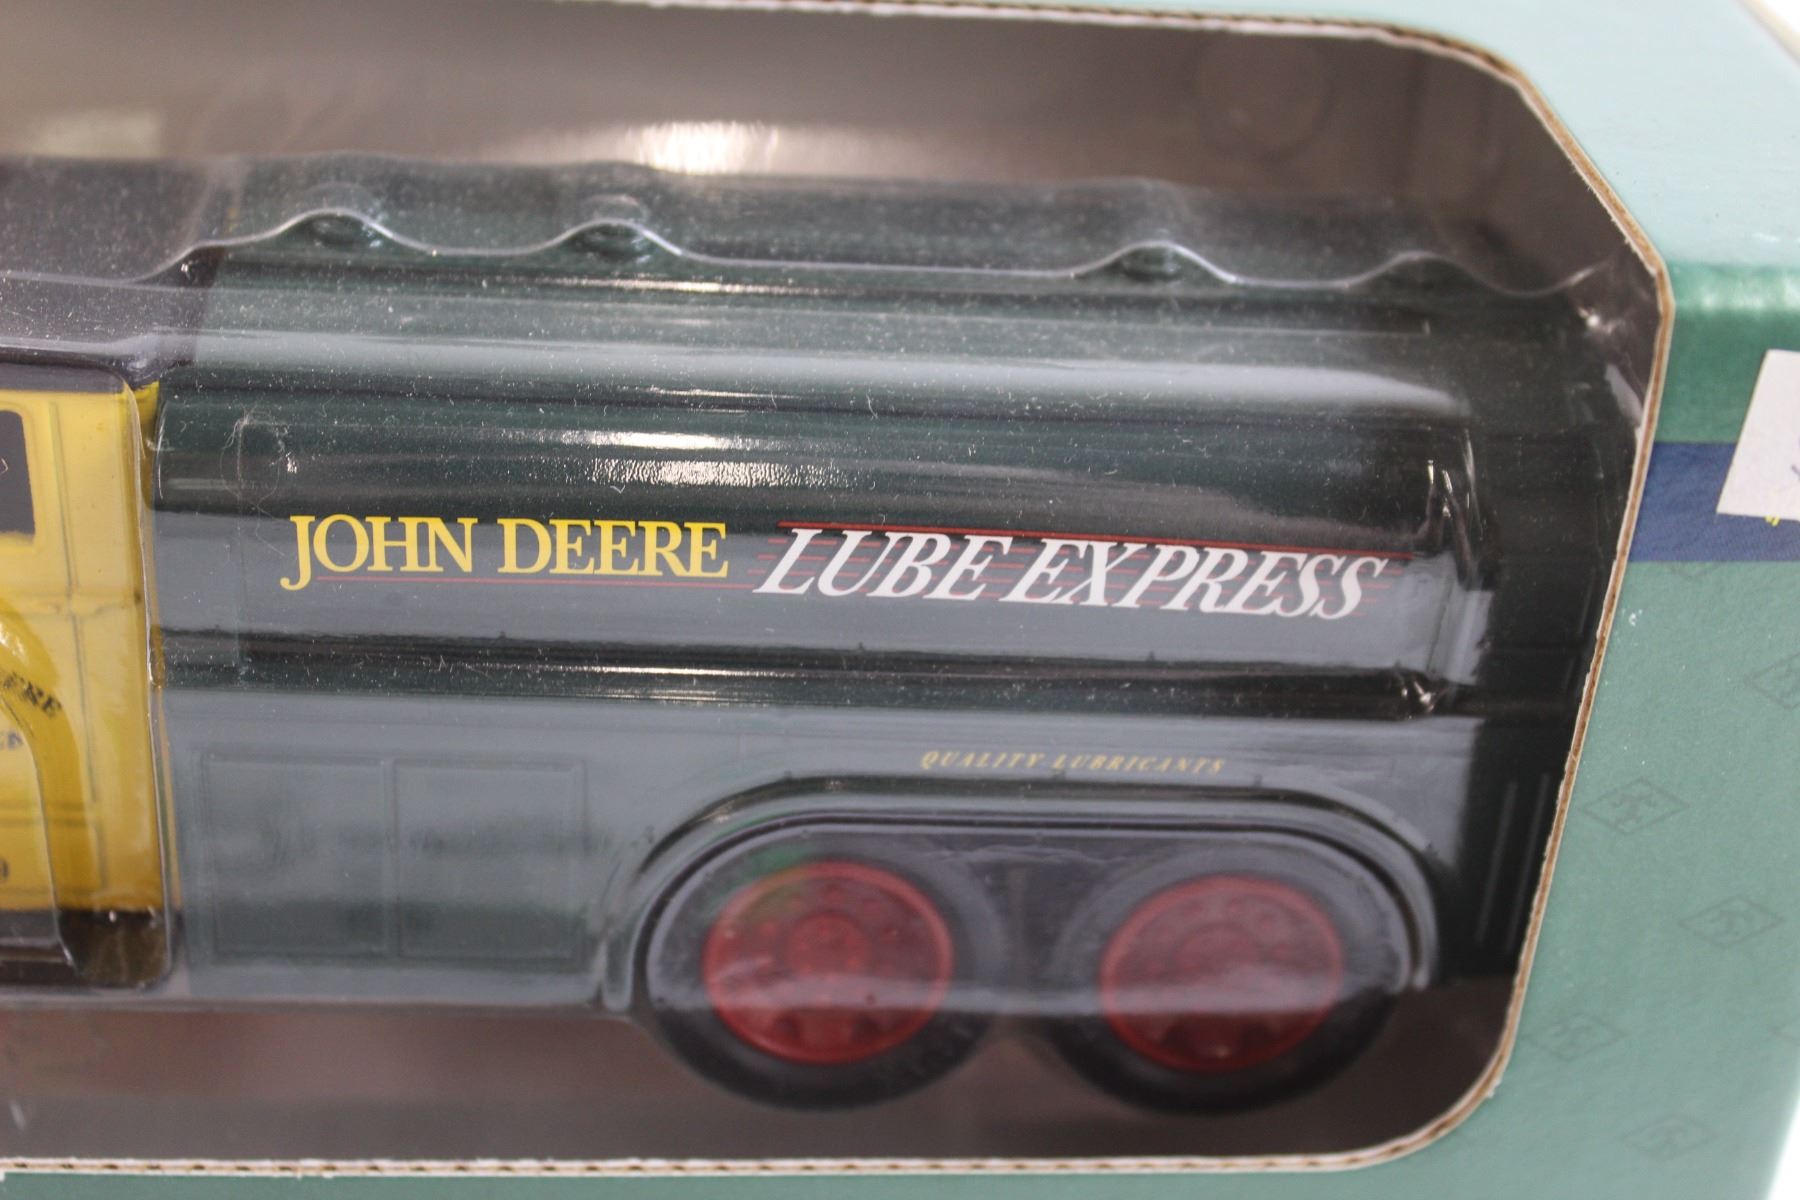 JOHN DEERE LUBE EXPRESS
QUALITY LUBRICANTS